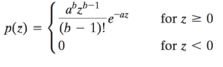 p(z) = { a^b z^(b−1) / (b − 1)! e^(−az) for z ≥ 0
0 for z < 0